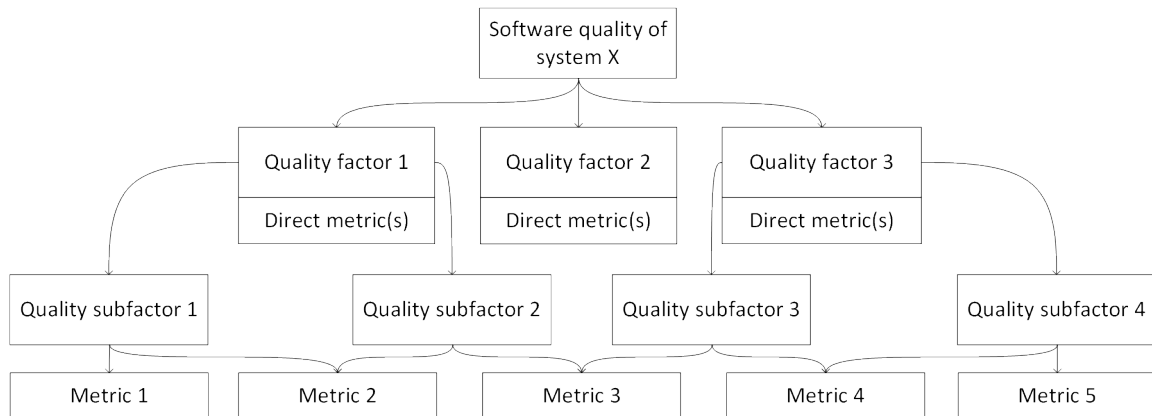 Software quality of
system X
Quality factor 1
Quality factor 2
Quality factor 3
Direct metric(s)
Direct metric(s)
Direct metric(s)
Quality subfactor 1
Quality subfactor 2
Quality subfactor 3
Quality subfactor 4
Metric 1
Metric 2
Metric 3
Metric 4
Metric 5